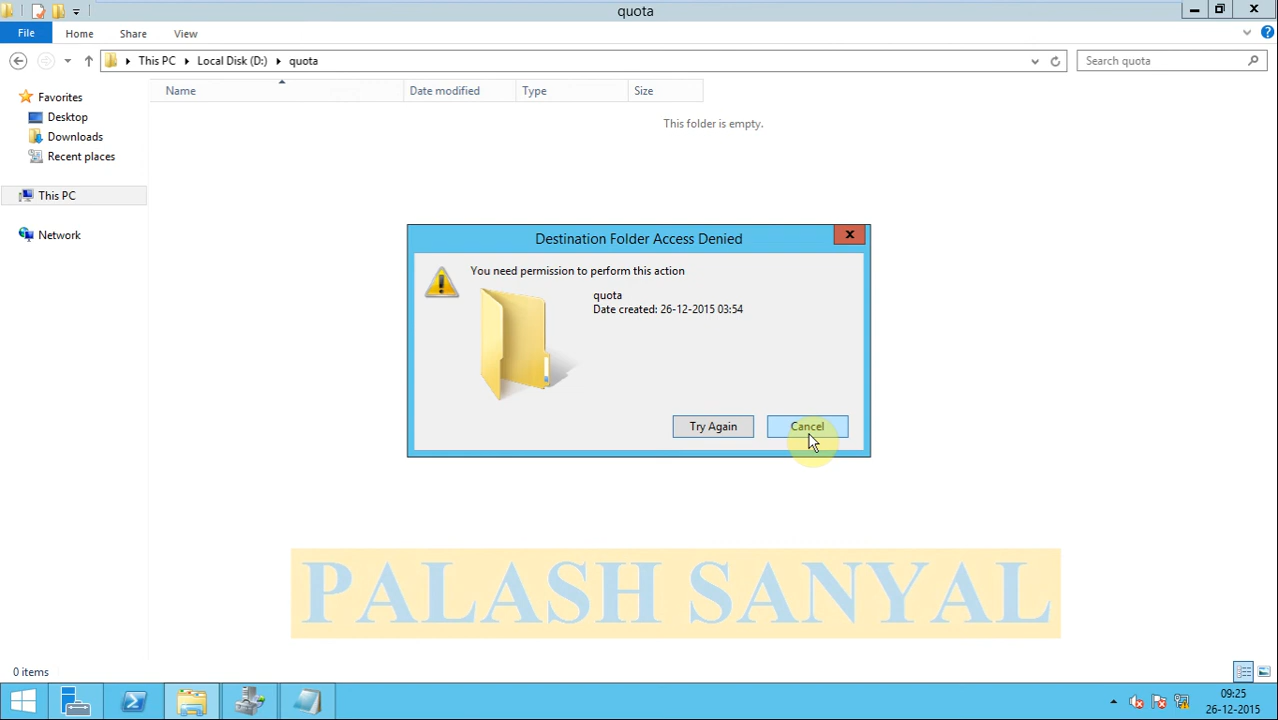 quota
File Home Share View
This PC Local Disk (D:) quota
Search quota
Name Date modified Type Size
This folder is empty.
Favorites
Desktop
Downloads
Recent places
This PC
Network
Destination Folder Access Denied
You need permission to perform this action
quota
Date created: 26-12-2015 03:54
Try Again Cancel
PALASH SANYAL
0 items
09:25
26-12-2015